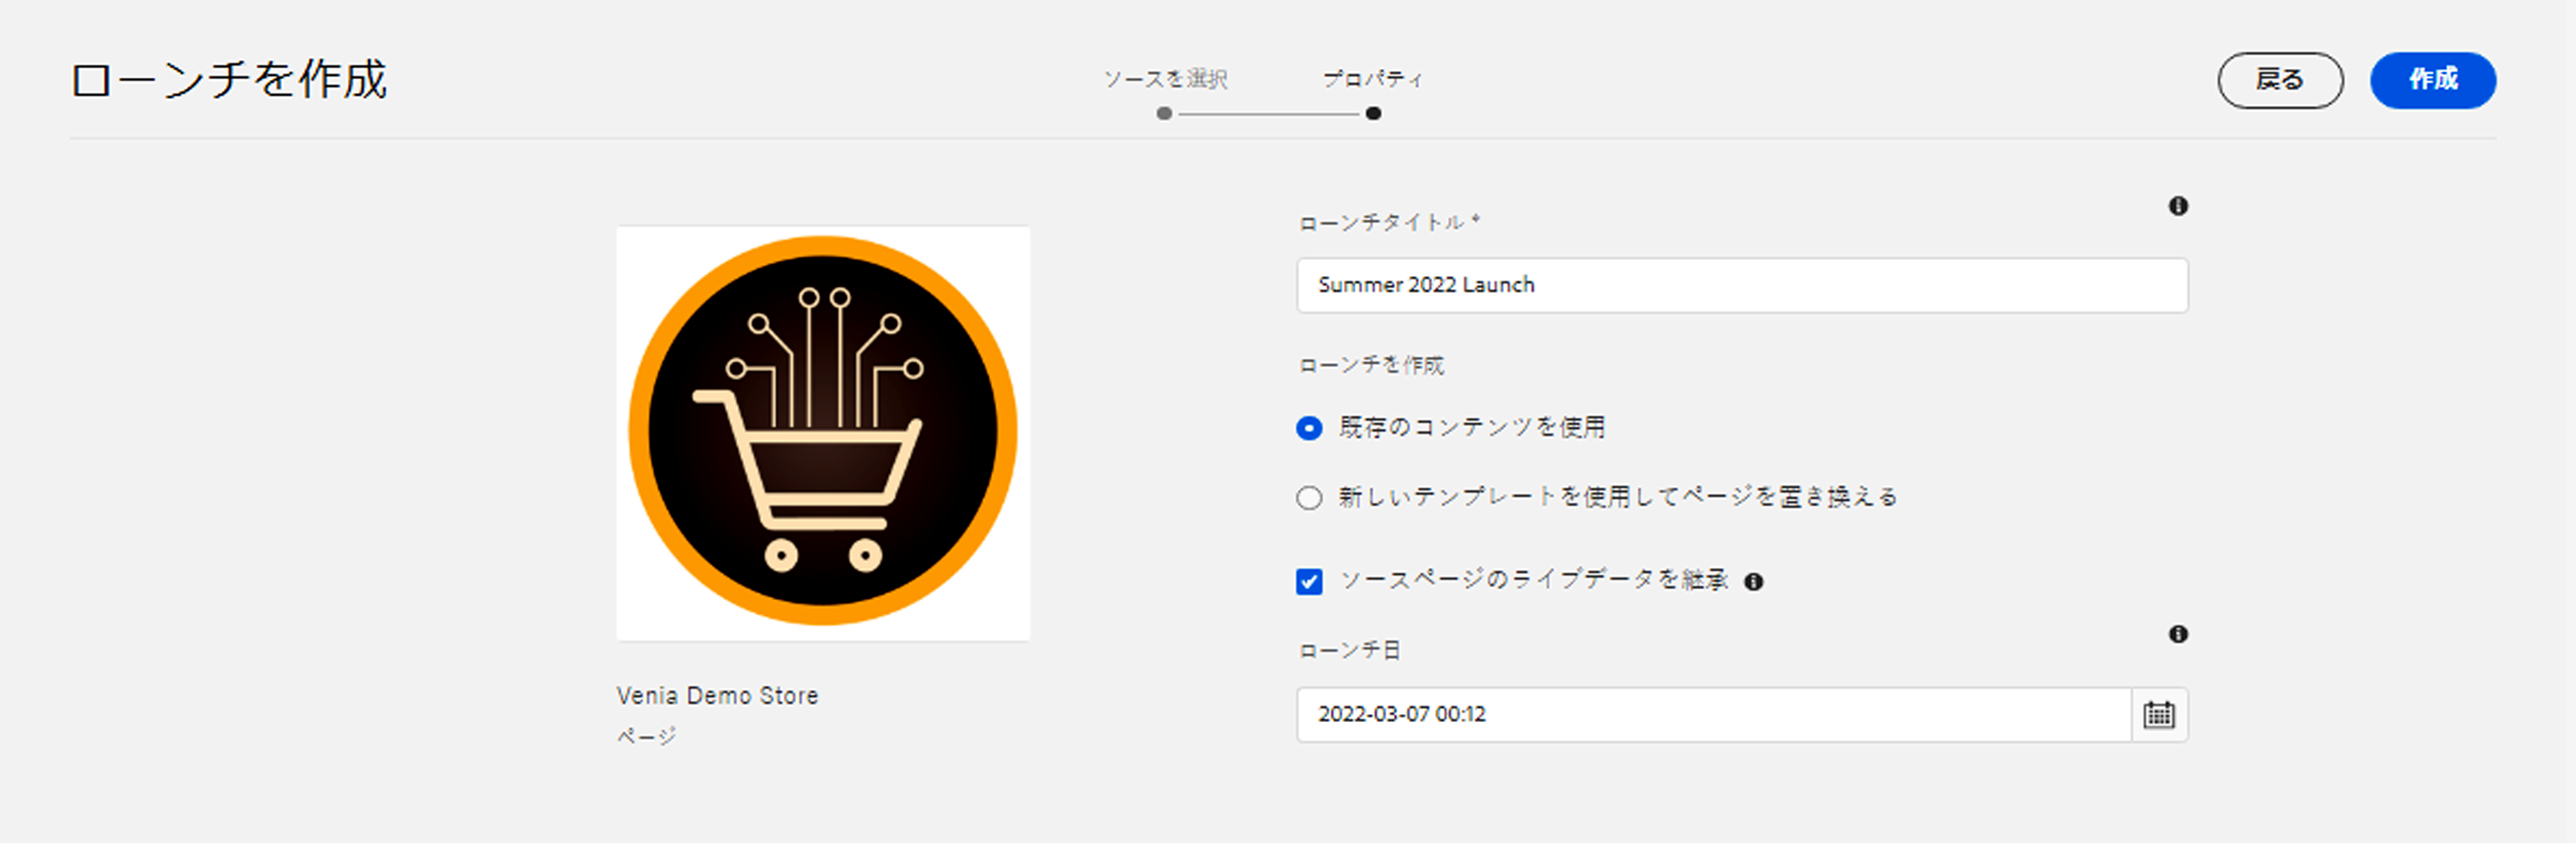 ローンチを作成
ソースを選択
プロパティ
戻る
作成
ローンチタイトル *
Summer 2022 Launch
ローンチを作成
既存のコンテンツを使用
新しいテンプレートを使用してページを置き換える
ソースページのライブデータを継承
ローンチ日
2022-03-07 00:12
Venia Demo Store
ページ